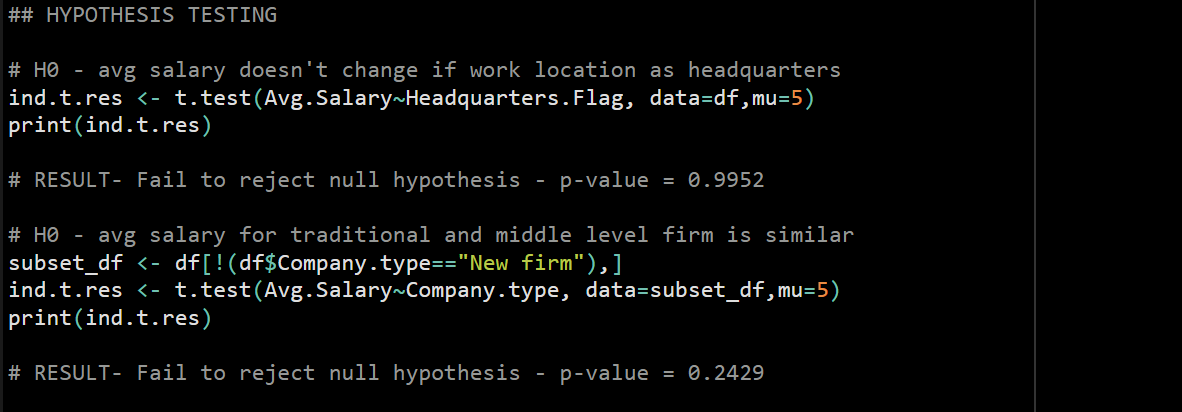 ## HYPOTHESIS TESTING
# H0 - avg salary doesn't change if work location as headquarters
ind.t.res <- t.test(Avg.Salary~Headquarters.Flag, data=df,mu=5)
print(ind.t.res)
# RESULT- Fail to reject null hypothesis - p-value = 0.9952
# H0 - avg salary for traditional and middle level firm is similar
subset_df <- df[!(df$Company.type=="New firm"),]
ind.t.res <- t.test(Avg.Salary~Company.type, data=subset_df,mu=5)
print(ind.t.res)
# RESULT- Fail to reject null hypothesis - p-value = 0.2429